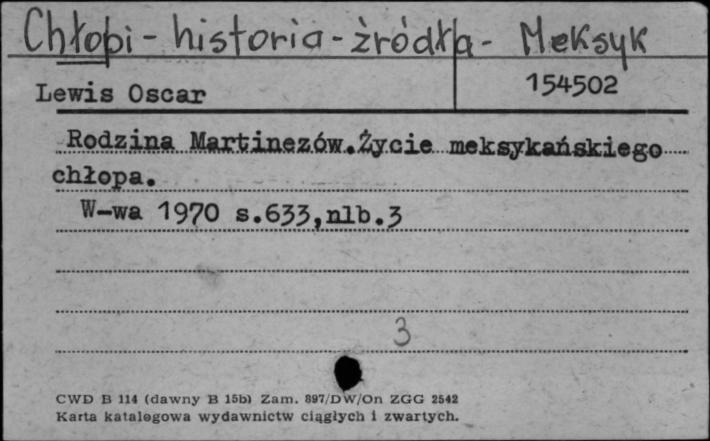 Chłopi - historia - źródła - Meksyk
Lewis Oscar
154502
Rodzina Martinezów.Życie meksykańskiego
chłopa.
W-wa 1970 s.633,nlb.3
3
CWD B 114 (dawny B 15b) Zam. 897/DW/On ZGG 2542
Karta katalogowa wydawnictw ciągłych i zwartych.